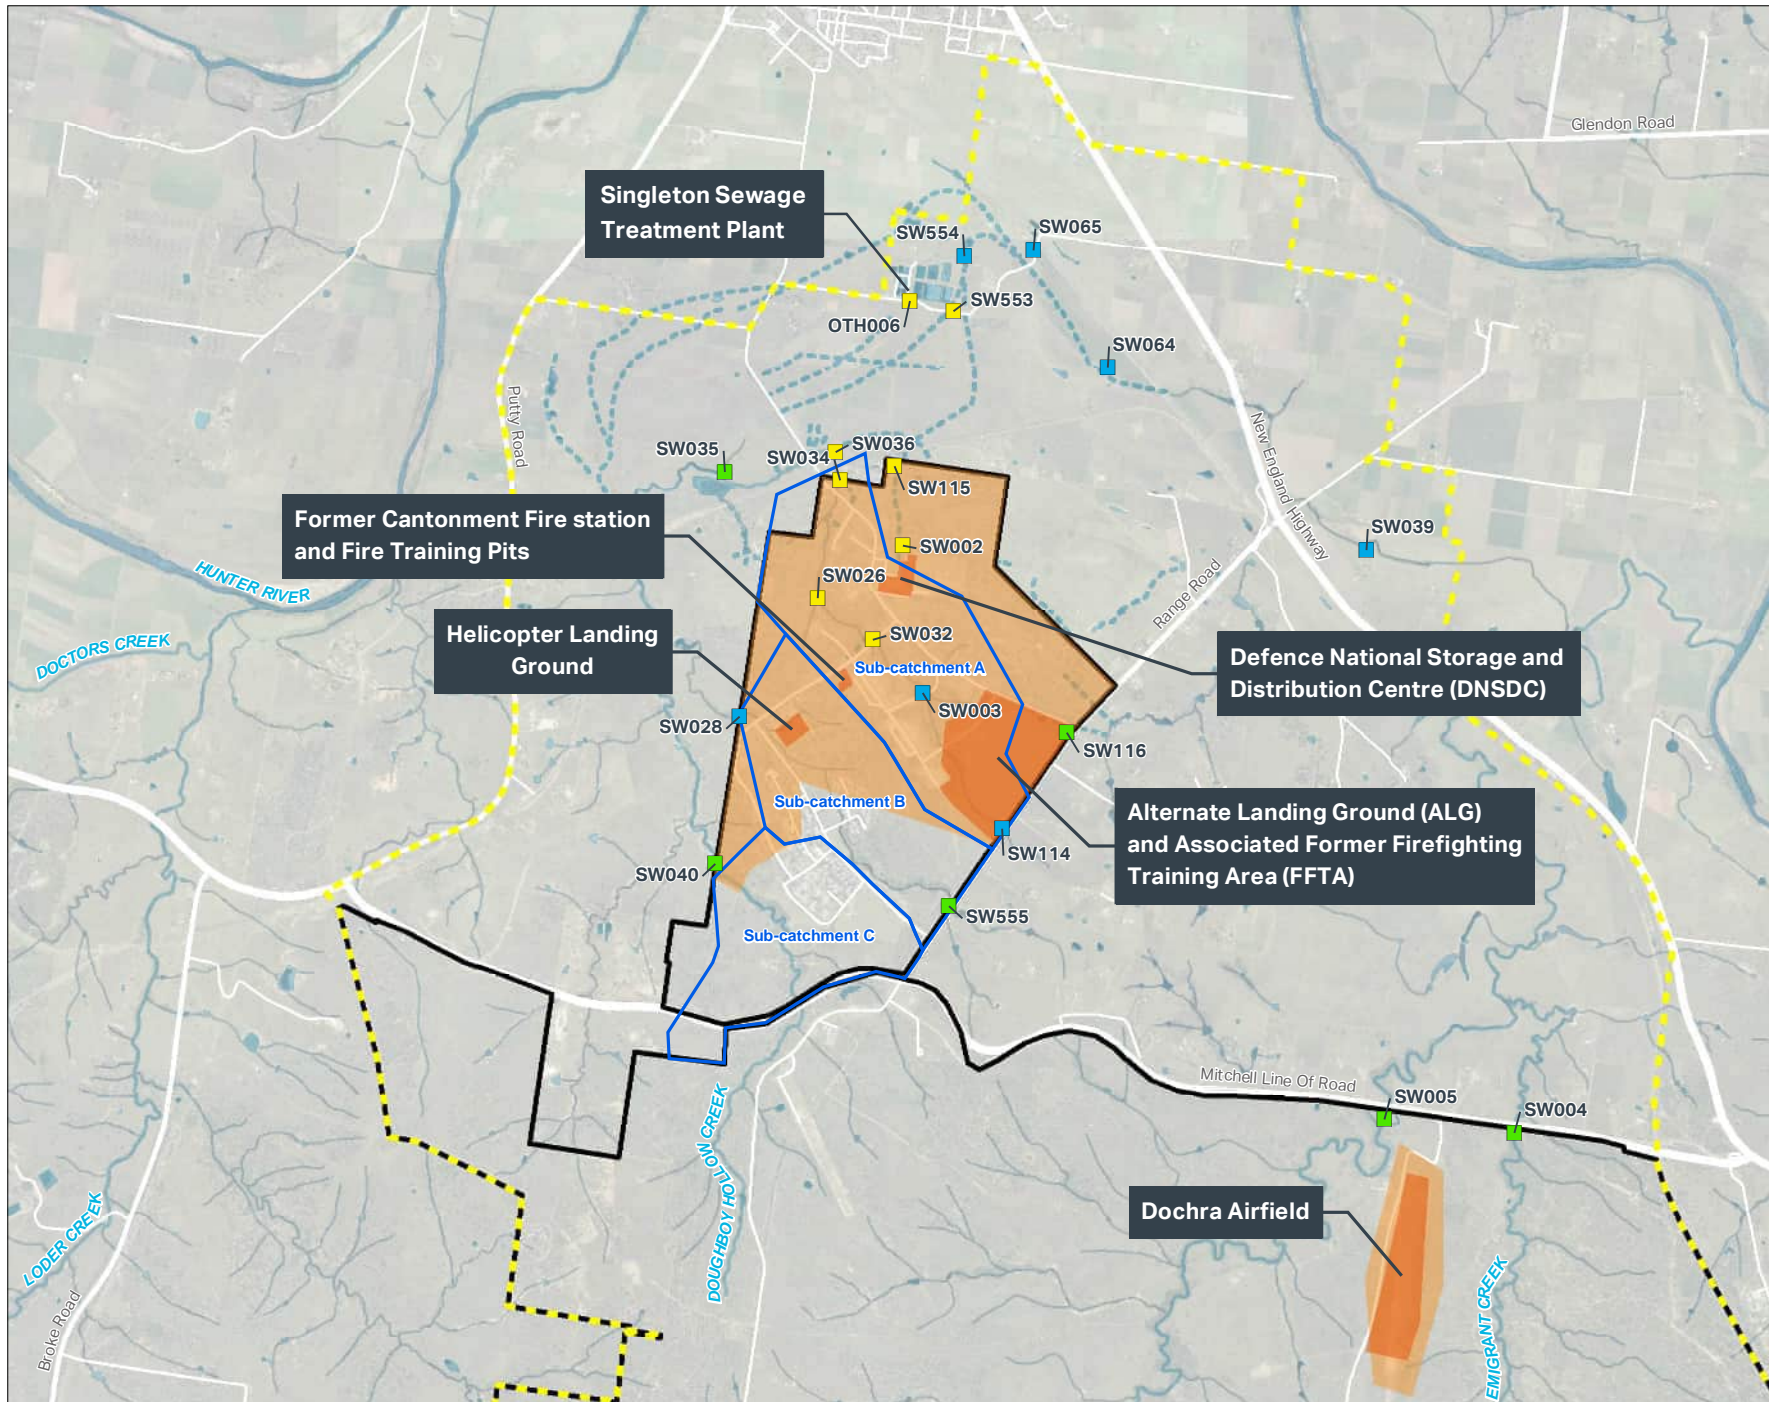 Glendon Road
Singleton Sewage
Treatment Plant
SW554
SW065
SW553
OTH006
SW064
Putty Road
New England Highway
SW035
SW036
SW034
SW115
Former Cantonment Fire station
and Fire Training Pits
SW002
SW039
HUNTER RIVER
SW026
Range Road
DOCTORS CREEK
Helicopter Landing
Ground
SW032
Sub-catchment A
Defence National Storage and
Distribution Centre (DNSDC)
SW003
SW028
SW116
Sub-catchment B
Alternate Landing Ground (ALG)
and Associated Former Firefighting
Training Area (FFTA)
SW114
SW040
SW555
Sub-catchment C
Mitchell Line Of Road
SW005
SW004
DOUGHBOY HOLLOW CREEK
LODER CREEK
Dochra Airfield
EMIGRANT CREEK
Broke Road